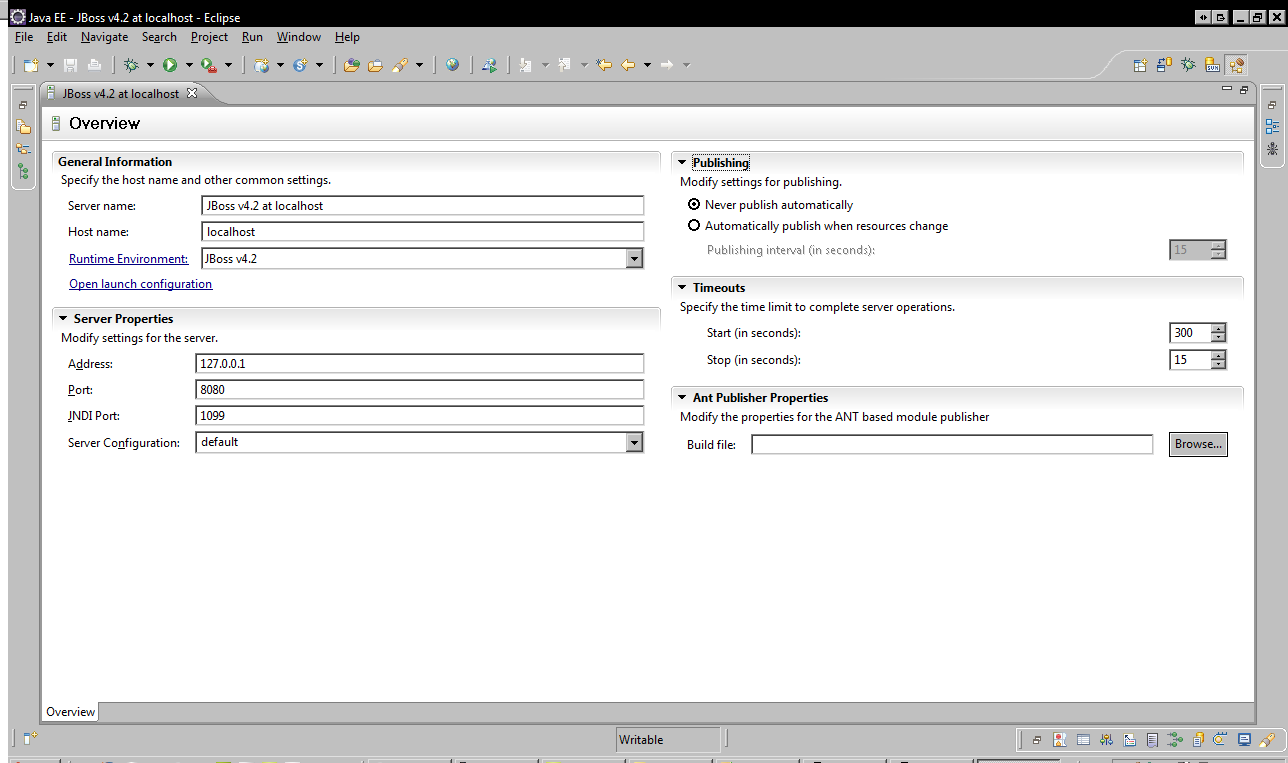 Java EE - JBoss v4.2 at localhost - Eclipse
File Edit Navigate Search Project Run Window Help
JBoss v4.2 at localhost
Overview
General Information
Specify the host name and other common settings.
Server name: JBoss v4.2 at localhost
Host name: localhost
Runtime Environment: JBoss v4.2
Open launch configuration
Server Properties
Modify settings for the server.
Address: 127.0.0.1
Port: 8080
JNDI Port: 1099
Server Configuration: default
Publishing
Modify settings for publishing.
Never publish automatically
Automatically publish when resources change
Publishing interval (in seconds): 15
Timeouts
Specify the time limit to complete server operations.
Start (in seconds): 300
Stop (in seconds): 15
Ant Publisher Properties
Modify the properties for the ANT based module publisher
Build file: Browse...
Overview
Writable